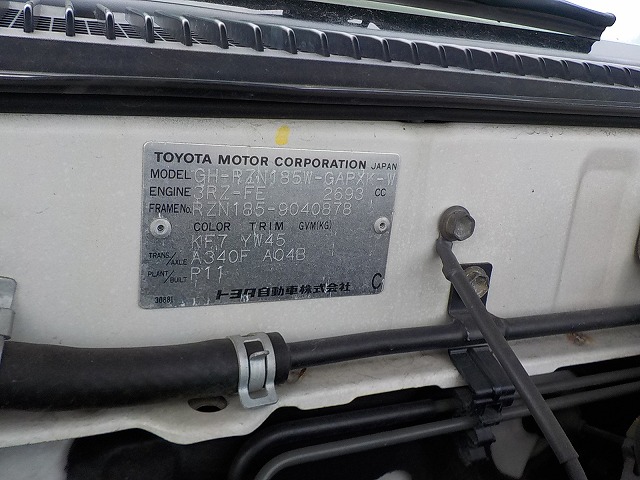 TOYOTA MOTOR CORPORATION JAPAN
MODEL GH-RZN185W-GAPYK-W
ENGINE 3RZ-FE 2693 CC
FRAME No. RZN185-9040878
COLOR TRIM GVM(KG)
KF7 YW45
TRANS./AXLE A340F A04B
PLANT/BUILT P11
トヨタ自動車株式会社 C